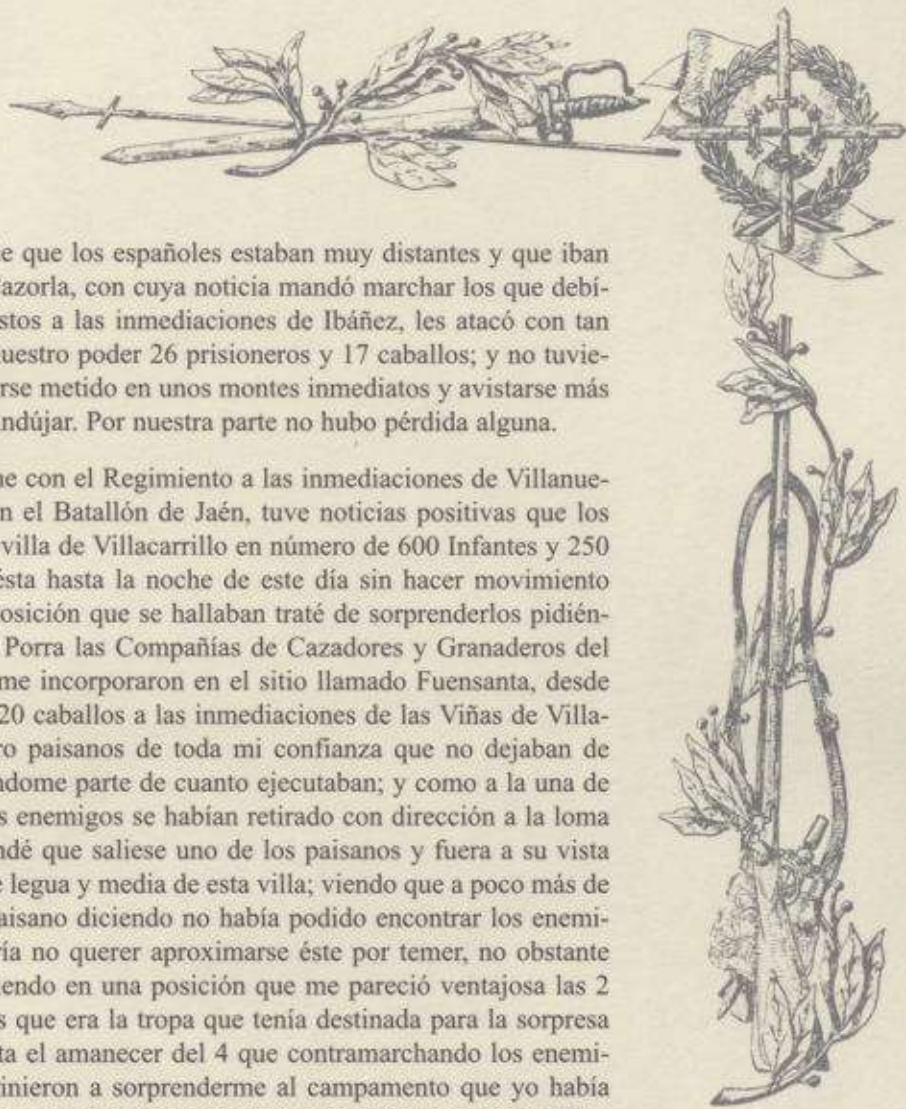 e que los españoles estaban muy distantes y que iban
azorla, con cuya noticia mandó marchar los que debí-
stos a las inmediaciones de Ibáñez, les atacó con tan
uestro poder 26 prisioneros y 17 caballos; y no tuvie-
rse metido en unos montes inmediatos y avistarse más
ndújar. Por nuestra parte no hubo pérdida alguna.
ne con el Regimiento a las inmediaciones de Villanue-
n el Batallón de Jaén, tuve noticias positivas que los
villa de Villacarrillo en número de 600 Infantes y 250
ésta hasta la noche de este día sin hacer movimiento
osición que se hallaban traté de sorprenderlos pidién-
Porra las Compañías de Cazadores y Granaderos del
me incorporaron en el sitio llamado Fuensanta, desde
20 caballos a las inmediaciones de las Viñas de Villa-
ro paisanos de toda mi confianza que no dejaban de
ndome parte de cuanto ejecutaban; y como a la una de
s enemigos se habían retirado con dirección a la loma
ndé que saliese uno de los paisanos y fuera a su vista
e legua y media de esta villa; viendo que a poco más de
aisano diciendo no había podido encontrar los enemi-
ría no querer aproximarse éste por temer, no obstante
iendo en una posición que me pareció ventajosa las 2
s que era la tropa que tenía destinada para la sorpresa
ta el amanecer del 4 que contramarchando los enemi-
inieron a sorprenderme al campamento que yo había